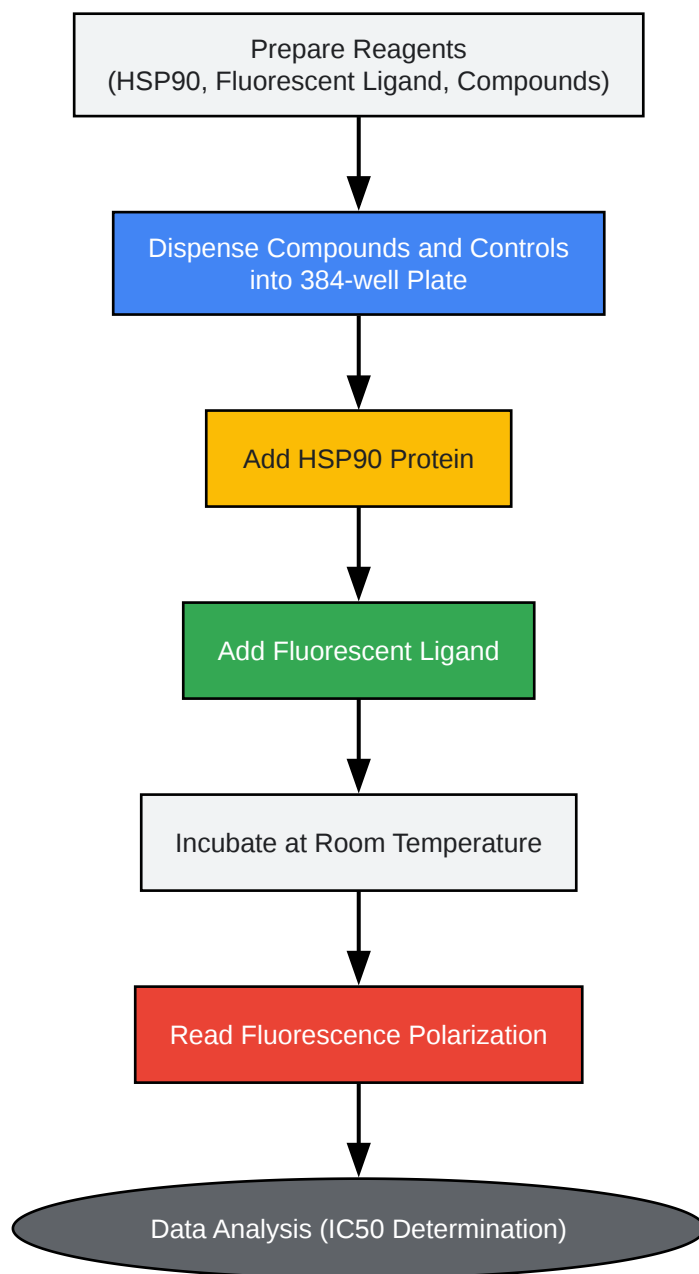 Prepare Reagents
(HSP90, Fluorescent Ligand, Compounds)
Dispense Compounds and Controls
into 384-well Plate
Add HSP90 Protein
Add Fluorescent Ligand
Incubate at Room Temperature
Read Fluorescence Polarization
Data Analysis (IC50 Determination)